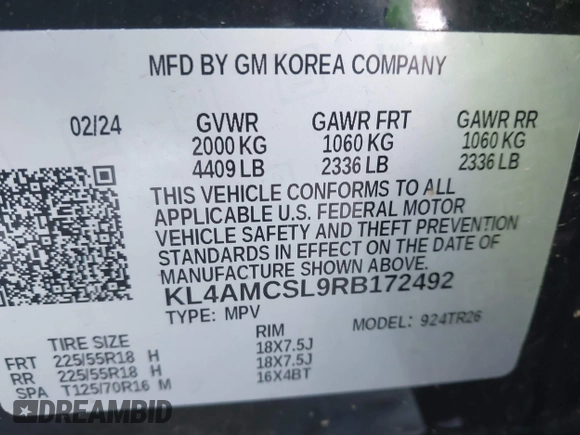 MFD BY GM KOREA COMPANY
02/24 GVWR GAWR FRT GAWR RR
2000 KG 1060 KG 1060 KG
4409 LB 2336 LB 2336 LB
THIS VEHICLE CONFORMS TO ALL
APPLICABLE U.S. FEDERAL MOTOR
VEHICLE SAFETY AND THEFT PREVENTION
STANDARDS IN EFFECT ON THE DATE OF
MANUFACTURE SHOWN ABOVE.
KL4AMCSL9RB172492
TYPE: MPV MODEL: 924TR26
TIRE SIZE RIM
FRT 225/55R18 H 18X7.5J
RR 225/55R18 H 18X7.5J
SPA T125/70R16 M 16X4BT
DREAMBID